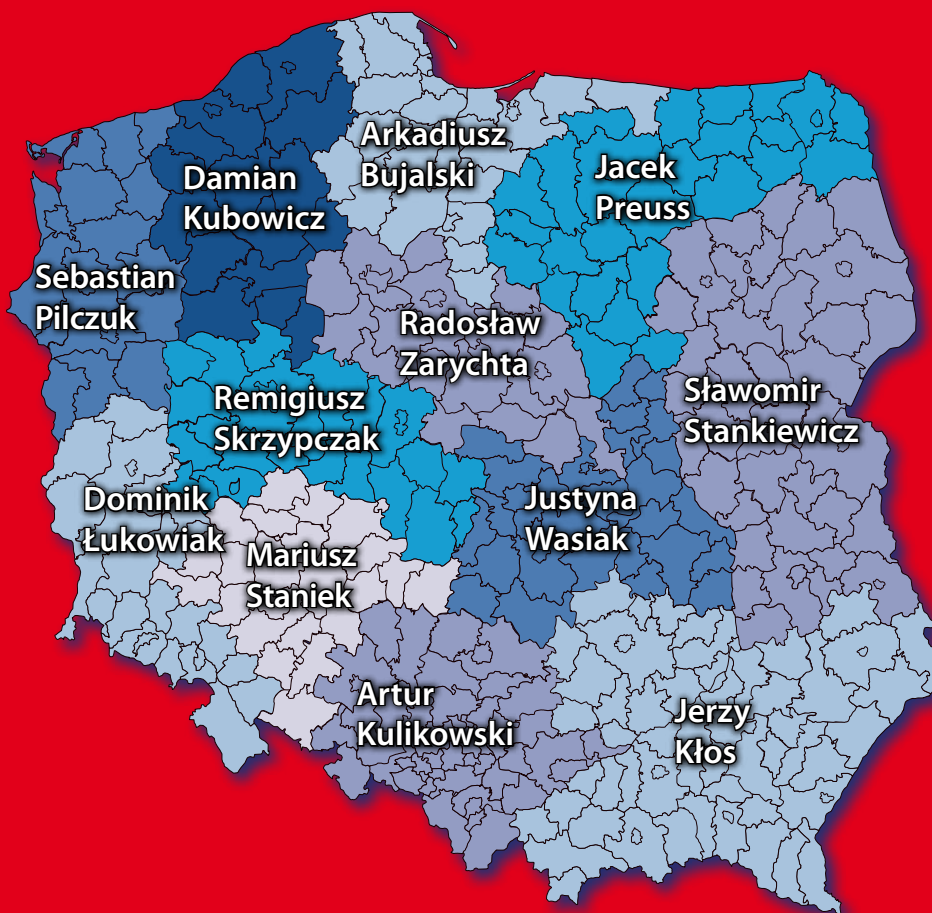 Arkadiusz
Bujalski
Damian
Kubowicz
Jacek
Preuss
Sebastian
Pilczuk
Radosław
Zarychta
Remigiusz
Skrzypczak
Sławomir
Stankiewicz
Dominik
Łukowiak
Justyna
Wasiak
Mariusz
Staniek
Artur
Kulikowski
Jerzy
Kłos